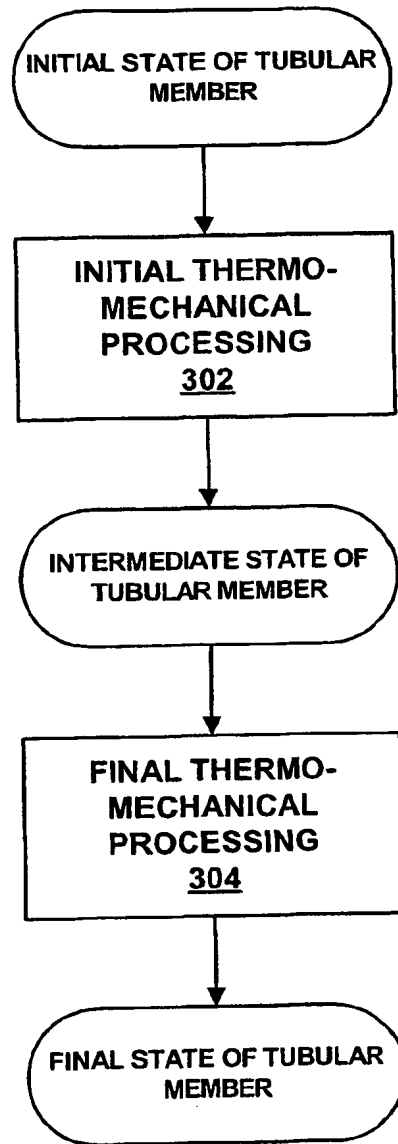 INITIAL STATE OF TUBULAR
MEMBER
INITIAL THERMO-
MECHANICAL
PROCESSING
302
INTERMEDIATE STATE OF
TUBULAR MEMBER
FINAL THERMO-
MECHANICAL
PROCESSING
304
FINAL STATE OF TUBULAR
MEMBER